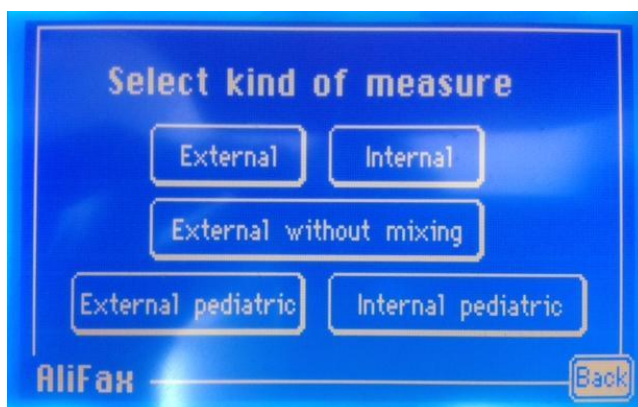 Select kind of measure
External Internal
External without mixing
External pediatric Internal pediatric
AliFax Back